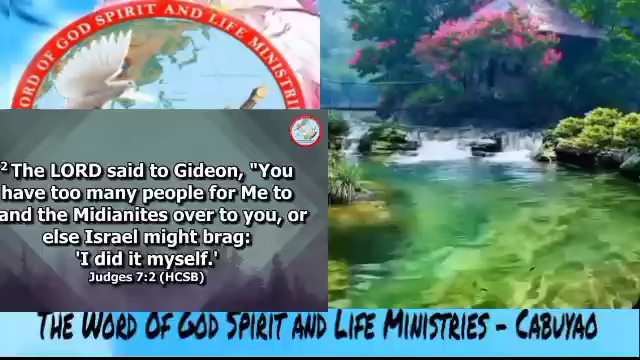 ORD OF GOD SPIRIT AND LIFE MINISTRIE
2 The LORD said to Gideon, "You
have too many people for Me to
and the Midianites over to you, or
else Israel might brag:
'I did it myself.'
Judges 7:2 (HCSB)
THE WORD OF GOD SPIRIT AND LIFE MINISTRIES - CABUYAO